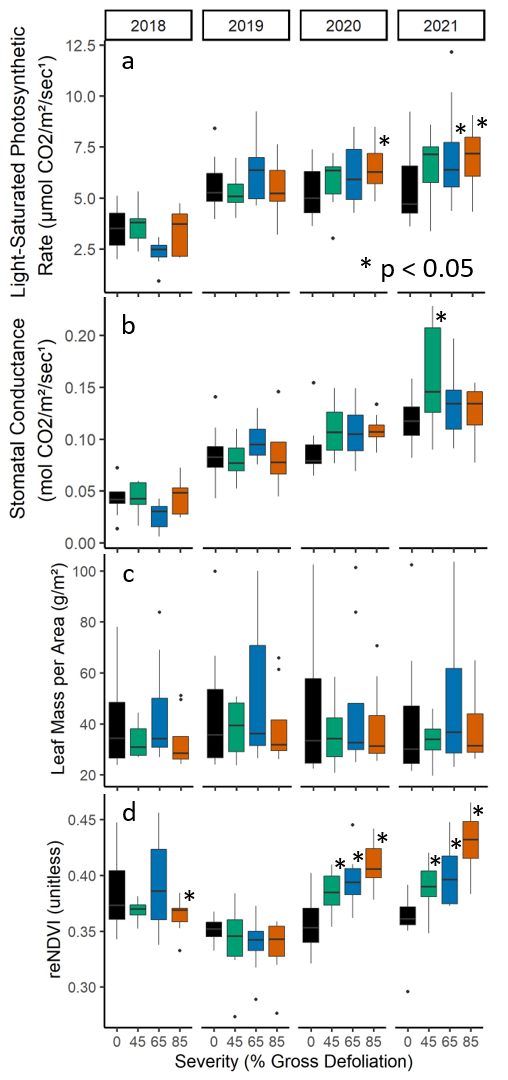 2018 2019 2020 2021
a
Light-Saturated Photosynthetic
Rate (µmol CO2/m²/sec¹)
12.5
10.0
7.5
5.0
2.5
* * *
* p < 0.05
b
Stomatal Conductance
(mol CO2/m²/sec¹)
0.20
0.15
0.10
0.05
0.00
*
c
Leaf Mass per Area (g/m²)
100
80
60
40
20
d
reNDVI (unitless)
0.45
0.40
0.35
0.30
* * * * * * *
0 45 65 85 0 45 65 85 0 45 65 85 0 45 65 85
Severity (% Gross Defoliation)